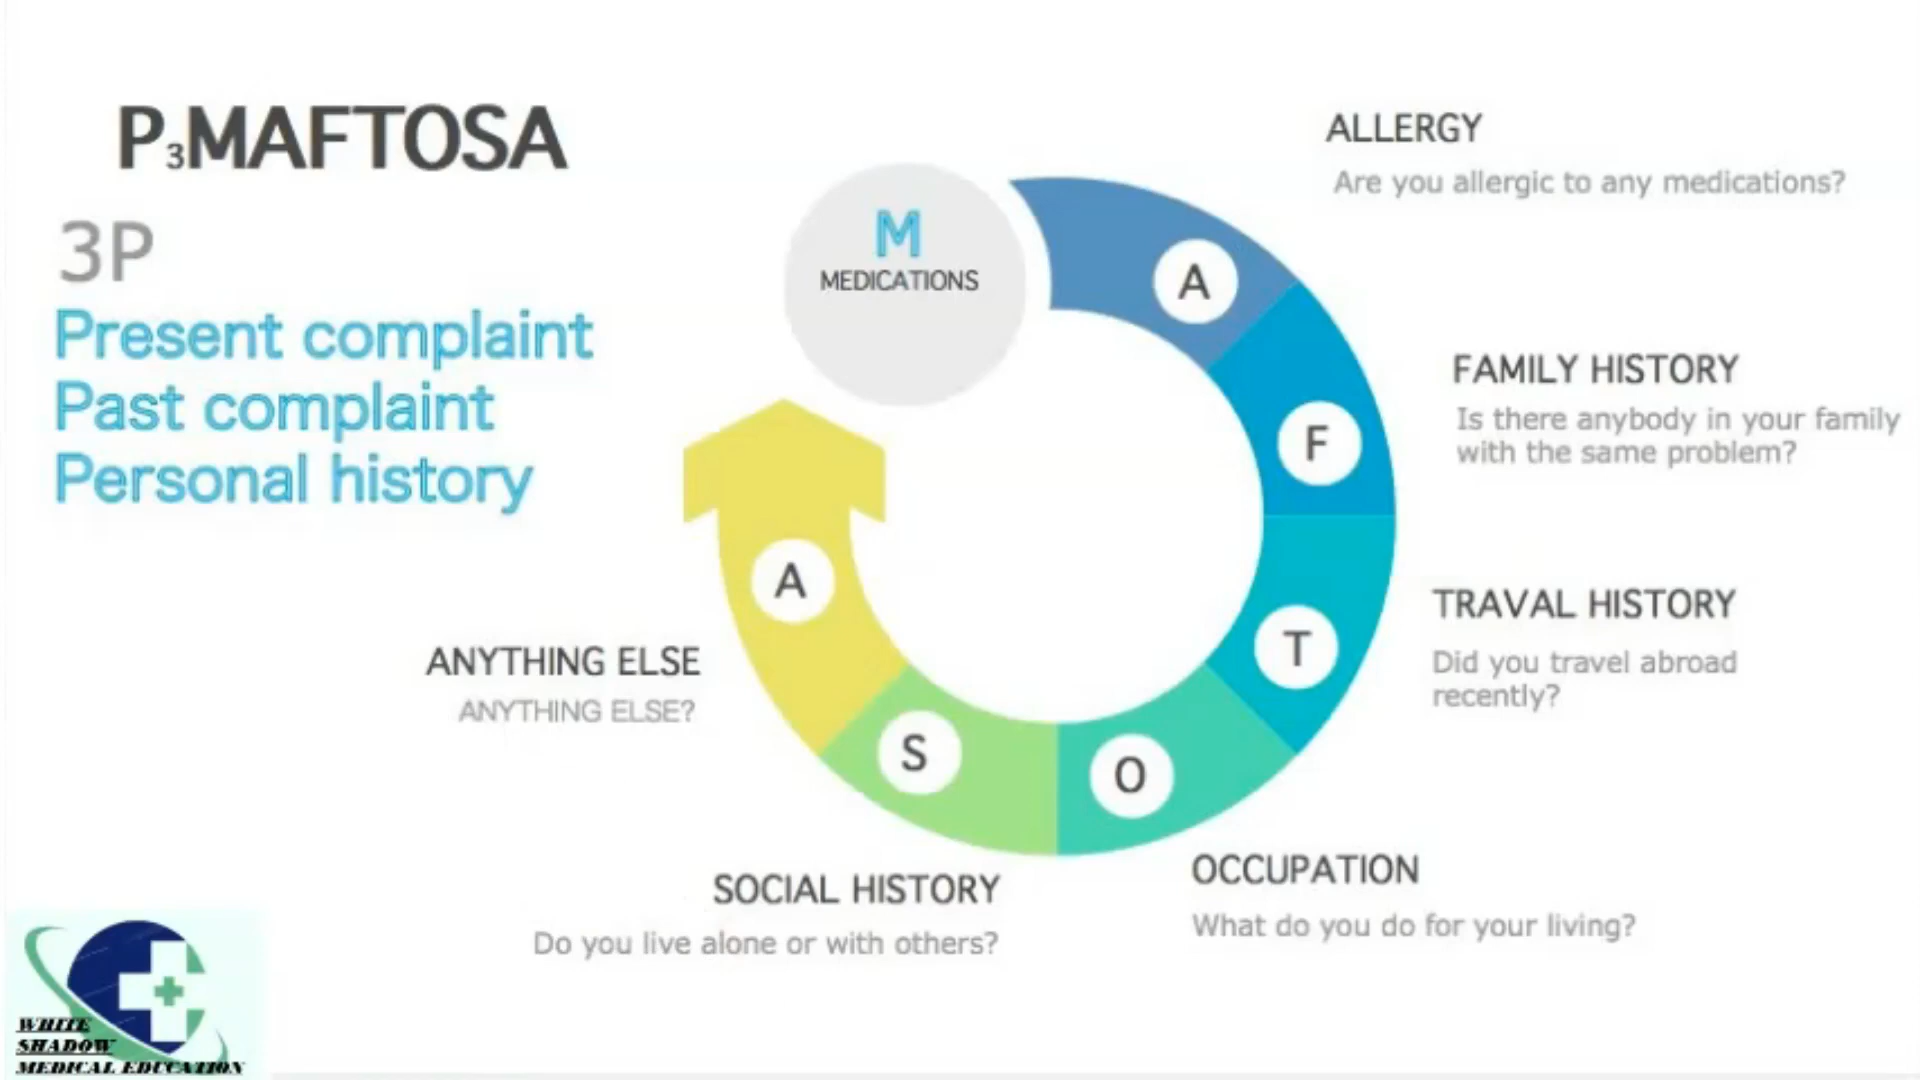 P₃MAFTOSA
3P
Present complaint
Past complaint
Personal history
M
MEDICATIONS
A
ALLERGY
Are you allergic to any medications?
F
FAMILY HISTORY
Is there anybody in your family
with the same problem?
T
TRAVAL HISTORY
Did you travel abroad
recently?
O
OCCUPATION
What do you do for your living?
S
SOCIAL HISTORY
Do you live alone or with others?
A
ANYTHING ELSE
ANYTHING ELSE?
WHITE
SHADOW
MEDICAL EDUCATION